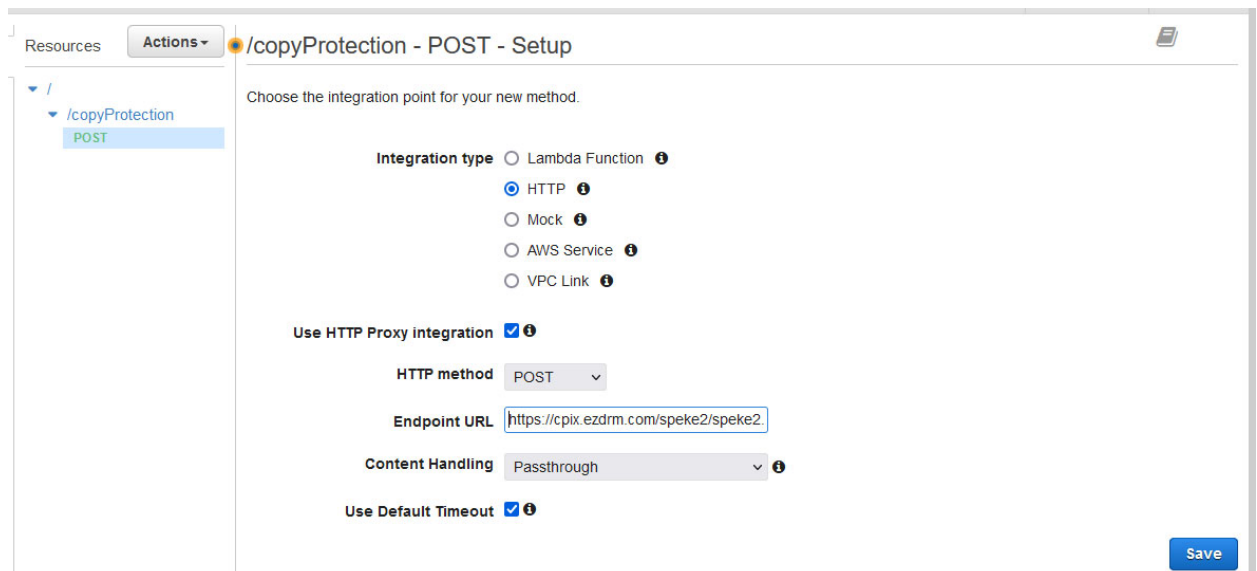 Resources
Actions
/copyProtection - POST - Setup
/
/copyProtection
POST
Choose the integration point for your new method.
Integration type
Lambda Function
HTTP
Mock
AWS Service
VPC Link
Use HTTP Proxy integration
HTTP method
POST
Endpoint URL
https://cpix.ezdrm.com/speke2/speke2.
Content Handling
Passthrough
Use Default Timeout
Save